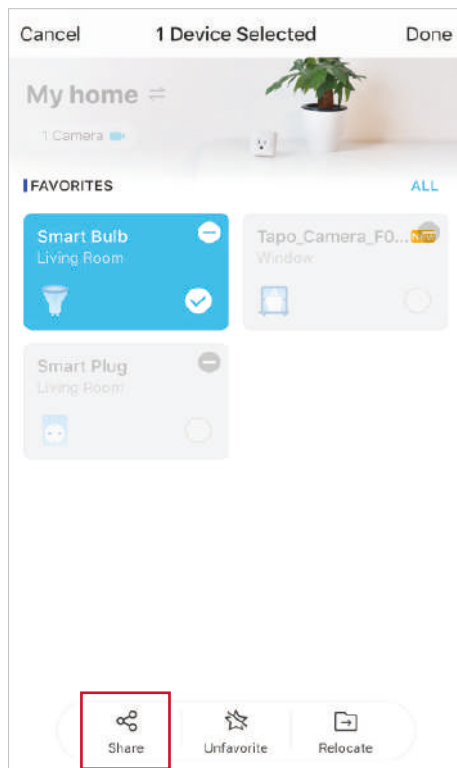 Cancel 1 Device Selected Done
My home
1 Camera
FAVORITES ALL
Smart Bulb
Living Room
Tapo_Camera_F0... NEW
Window
Smart Plug
Living Room
Share Unfavorite Relocate